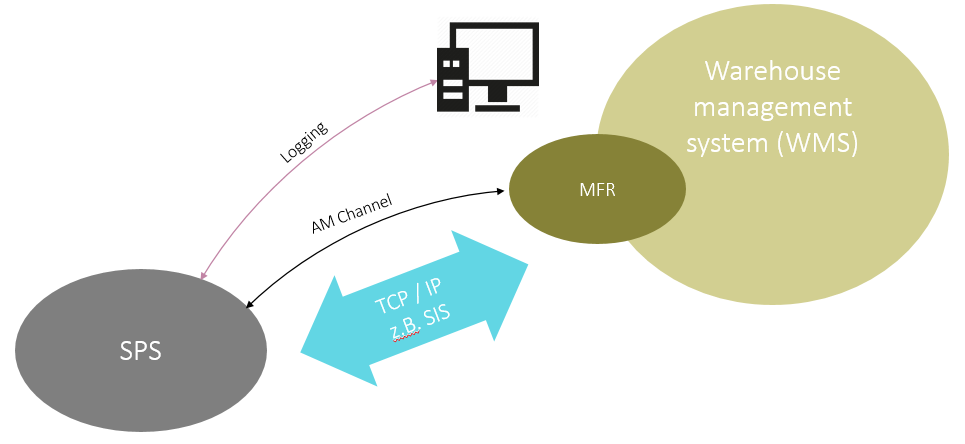 Warehouse
management
system (WMS)
Logging
MFR
AM Channel
TCP / IP
z.B. SIS
SPS